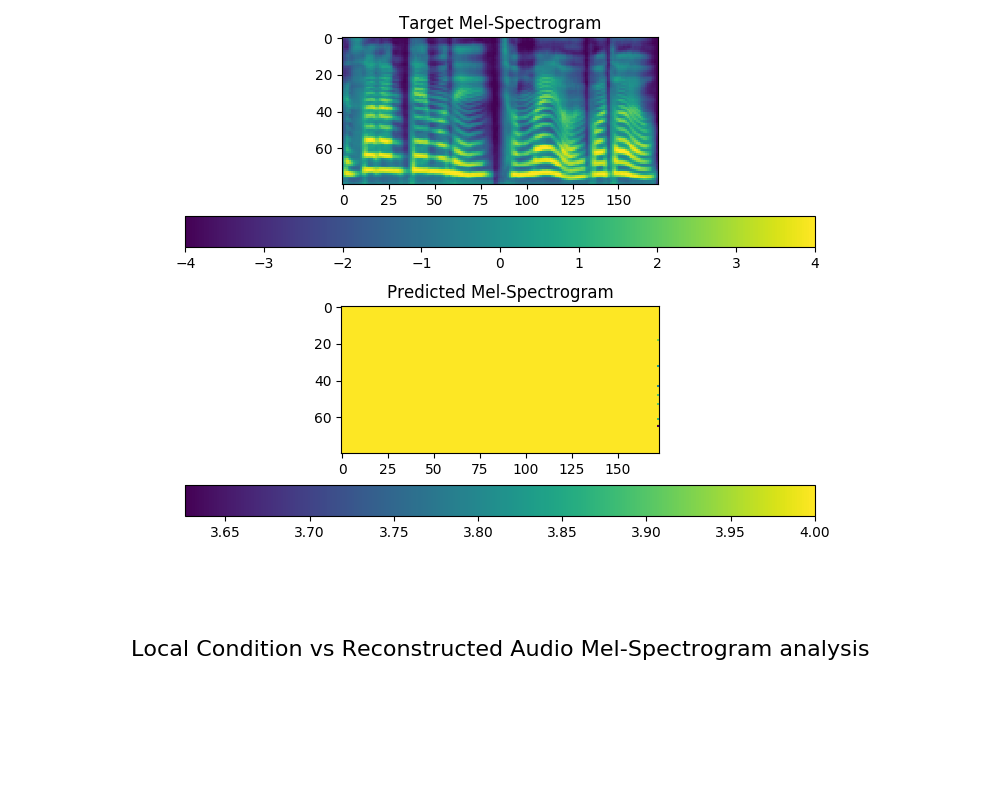 Target Mel-Spectrogram
0
20
40
60
0 25 50 75 100 125 150
−4 −3 −2 −1 0 1 2 3 4
Predicted Mel-Spectrogram
0
20
40
60
0 25 50 75 100 125 150
3.65 3.70 3.75 3.80 3.85 3.90 3.95 4.00
Local Condition vs Reconstructed Audio Mel-Spectrogram analysis